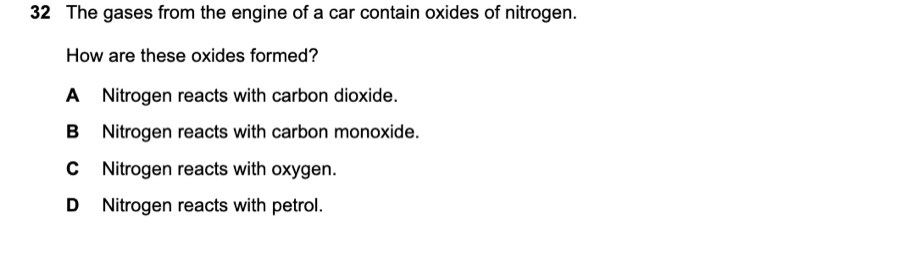 32 The gases from the engine of a car contain oxides of nitrogen.
How are these oxides formed?
A Nitrogen reacts with carbon dioxide.
B Nitrogen reacts with carbon monoxide.
C Nitrogen reacts with oxygen.
D Nitrogen reacts with petrol.